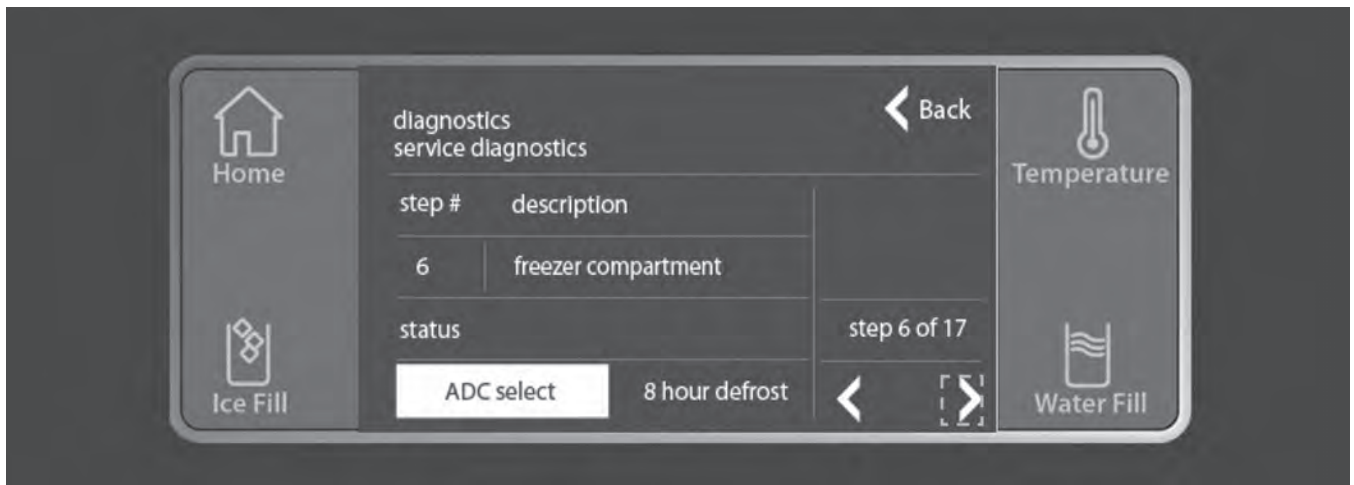 Home
Ice Fill
Back
diagnostics
service diagnostics
step # description
6 freezer compartment
status
step 6 of 17
ADC select 8 hour defrost
Temperature
Water Fill